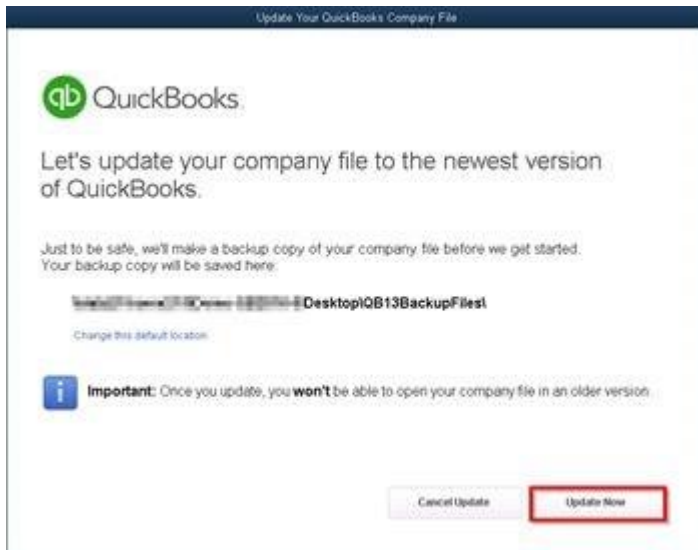 Update Your QuickBooks Company File
qb QuickBooks
Let's update your company file to the newest version
of QuickBooks.
Just to be safe, we'll make a backup copy of your company file before we get started.
Your backup copy will be saved here:
Desktop\QB13BackupFiles\
Change this default location
i Important: Once you update, you won't be able to open your company file in an older version
Cancel Update Update Now